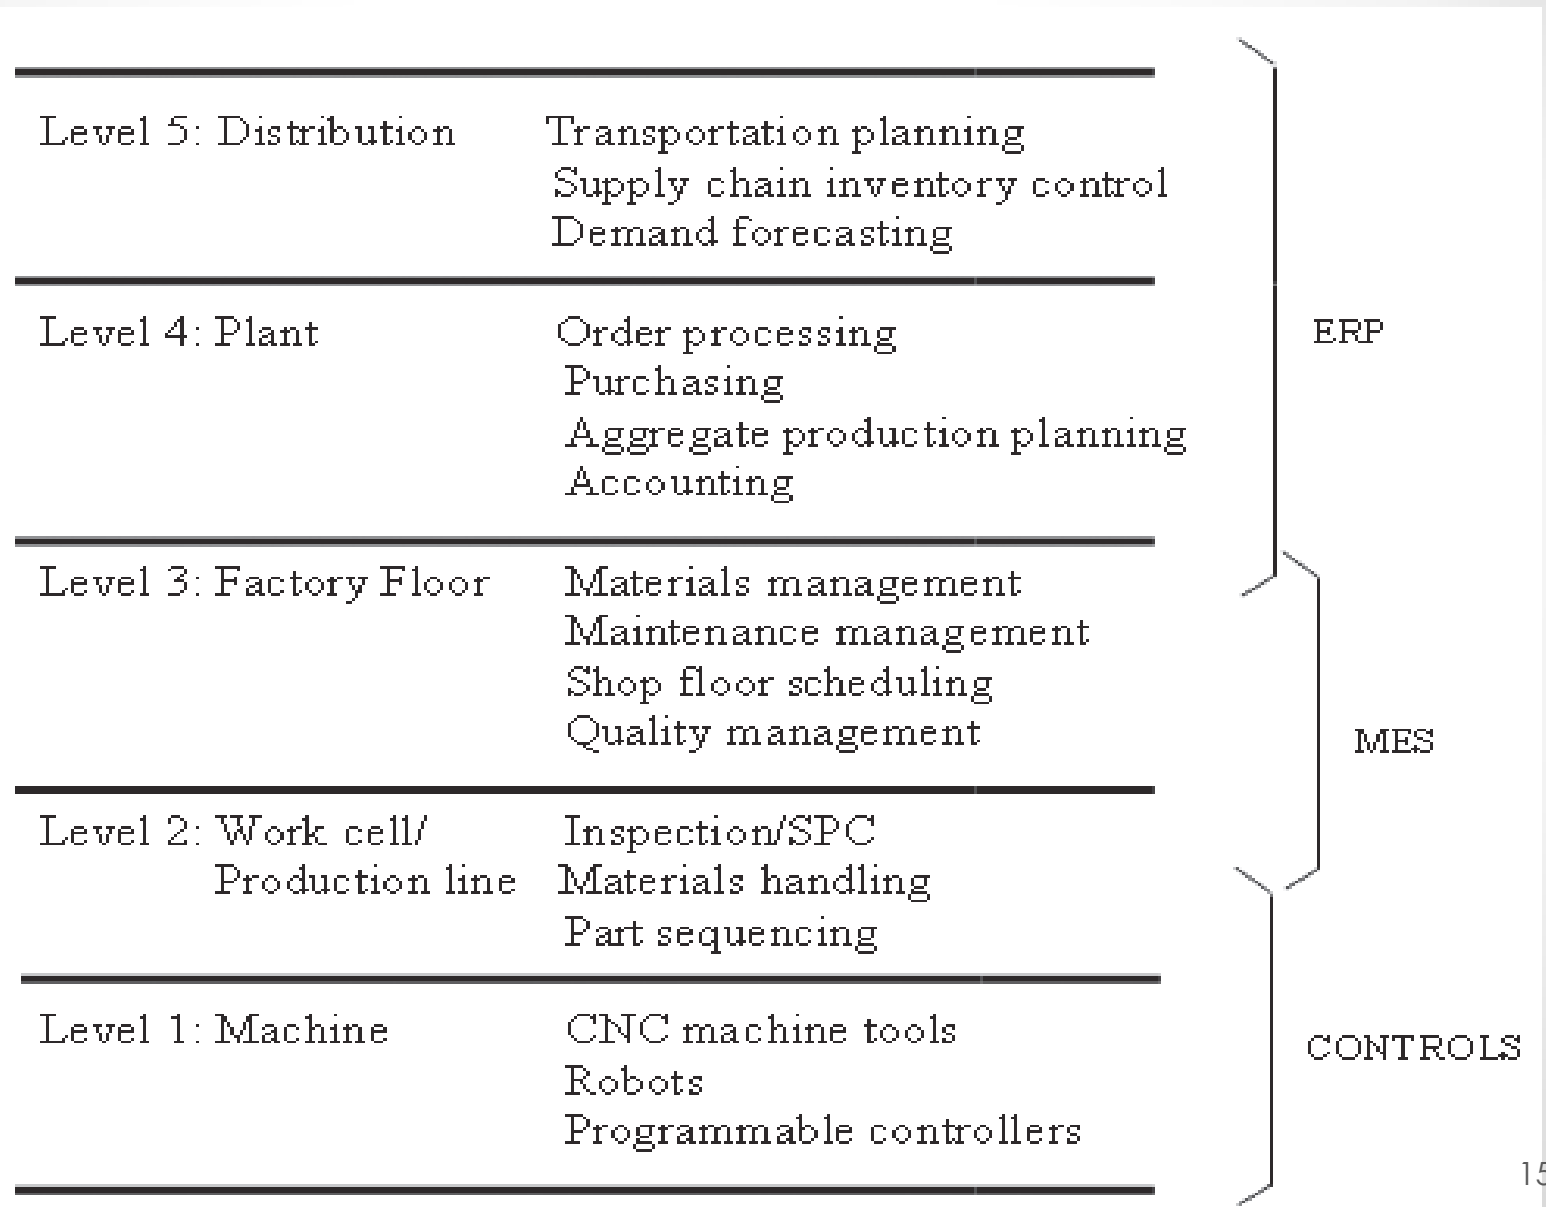 Level 5: Distribution Transportation planning
Supply chain inventory control
Demand forecasting
Level 4: Plant Order processing
ERP
Purchasing
Aggregate production planning
Accounting
Level 3: Factory Floor Materials management
Maintenance management
Shop floor scheduling
Quality management
MES
Level 2: Work cell/ Inspection/SPC
Production line Materials handling
Part sequencing
Level 1: Machine CNC machine tools
CONTROLS
Robots
Programmable controllers
15